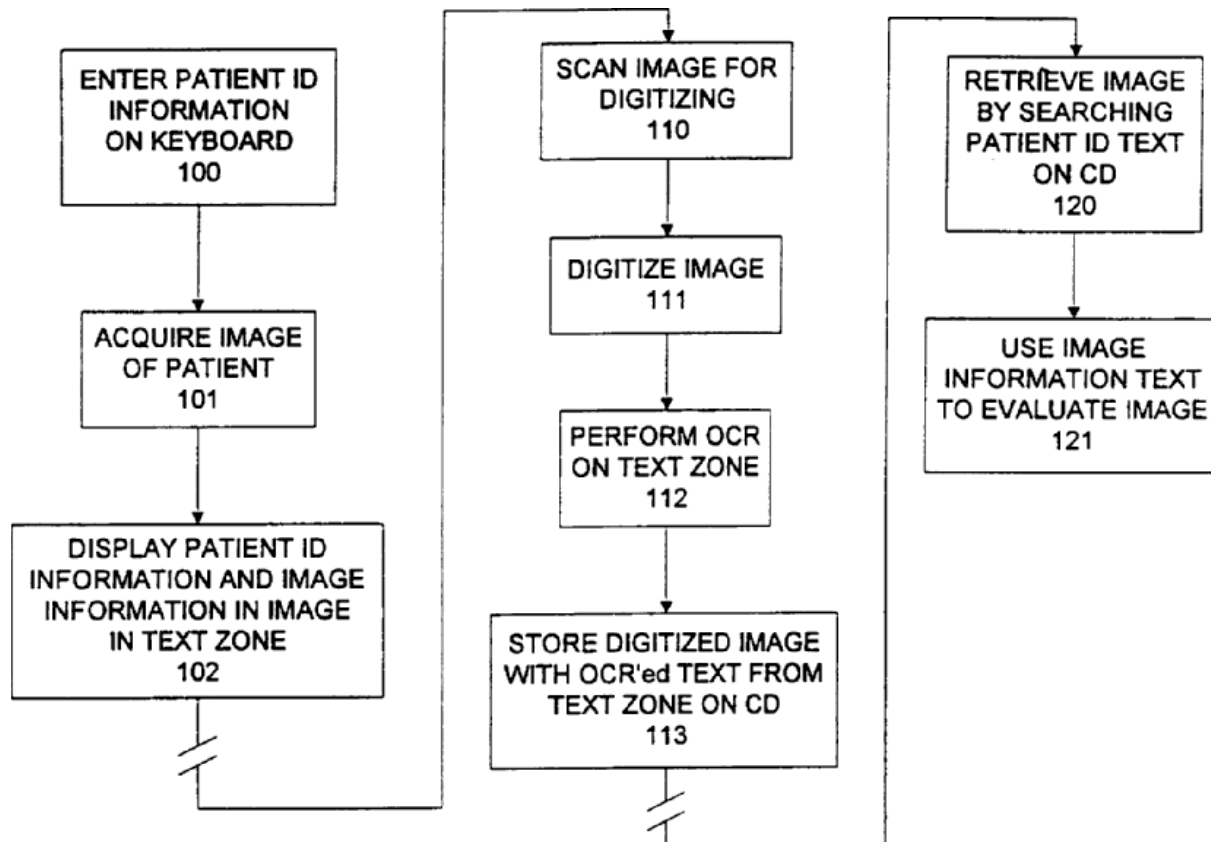 ENTER PATIENT ID
INFORMATION
ON KEYBOARD
100
ACQUIRE IMAGE
OF PATIENT
101
DISPLAY PATIENT ID
INFORMATION AND IMAGE
INFORMATION IN IMAGE
IN TEXT ZONE
102
SCAN IMAGE FOR
DIGITIZING
110
DIGITIZE IMAGE
111
PERFORM OCR
ON TEXT ZONE
112
STORE DIGITIZED IMAGE
WITH OCR'ed TEXT FROM
TEXT ZONE ON CD
113
RETRIEVE IMAGE
BY SEARCHING
PATIENT ID TEXT
ON CD
120
USE IMAGE
INFORMATION TEXT
TO EVALUATE IMAGE
121